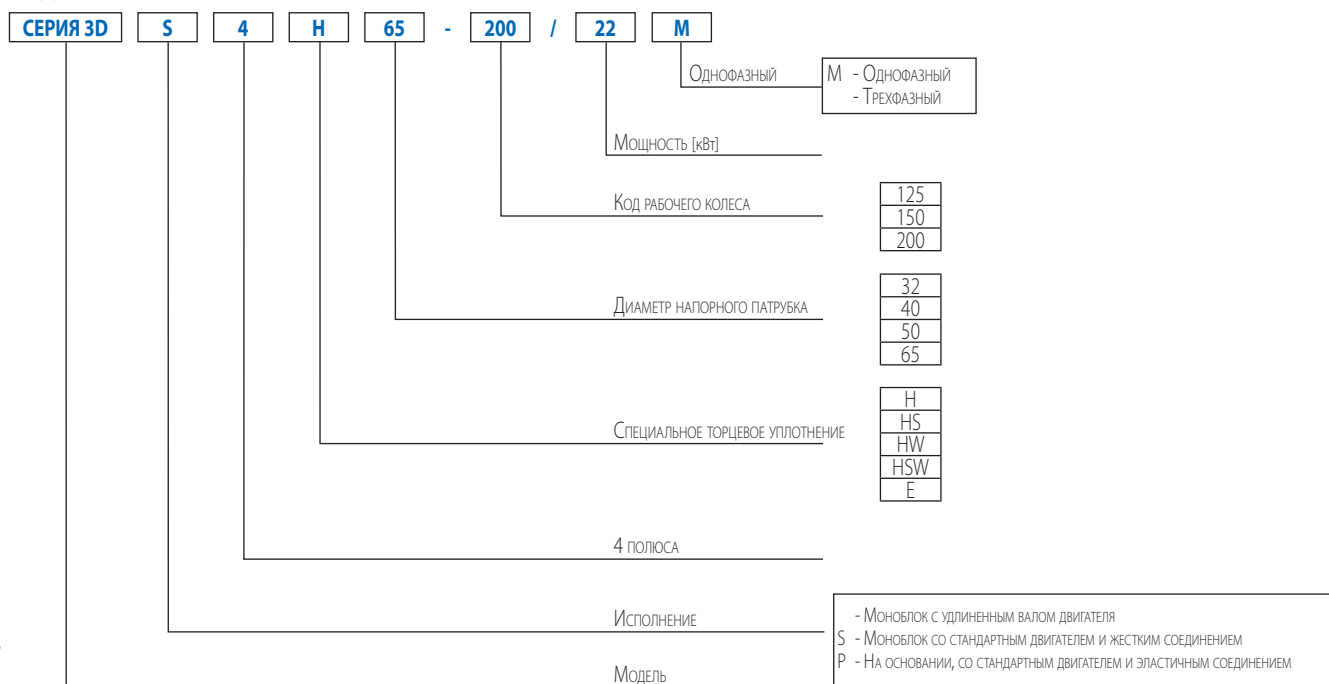 СЕРИЯ 3D S 4 H 65 - 200 / 22 M
Однофазный
M - Однофазный
- Трехфазный
Мощность [кВт]
Код рабочего колеса
125
150
200
Диаметр напорного патрубка
32
40
50
65
Специальное торцевое уплотнение
H
HS
HW
HSW
E
4 полюса
Исполнение
- Моноблок с удлиненным валом двигателя
S - Моноблок со стандартным двигателем и жестким соединением
P - На основании, со стандартным двигателем и эластичным соединением
Модель